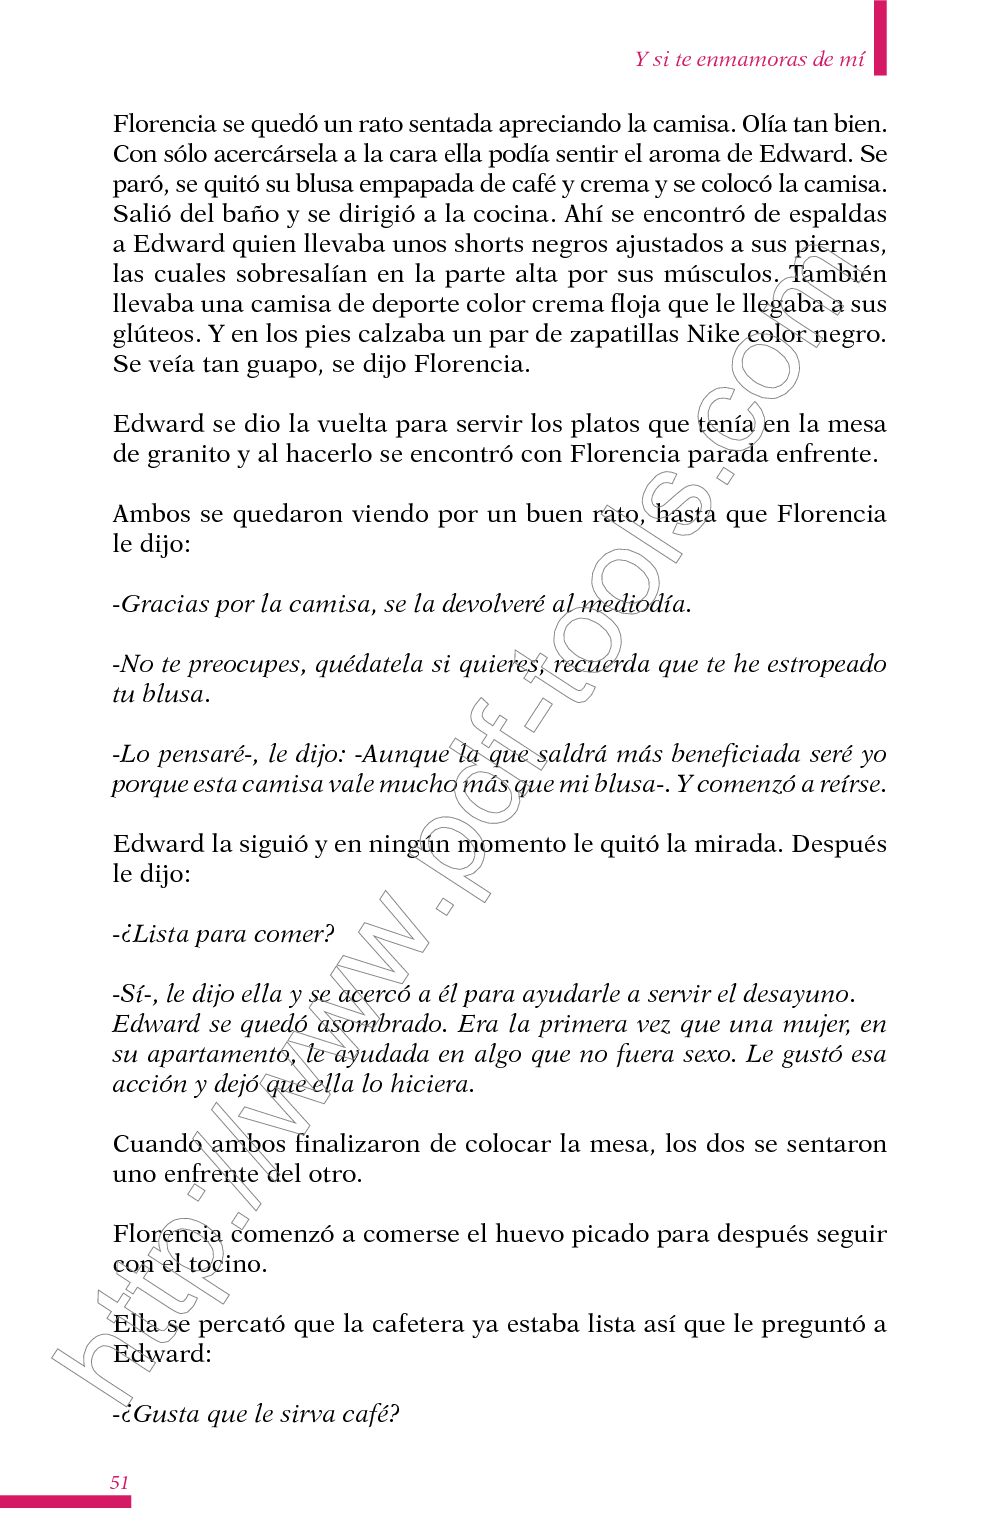 Y si te enmamoras de mí
Florencia se quedó un rato sentada apreciando la camisa. Olía tan bien.
Con sólo acercársela a la cara ella podía sentir el aroma de Edward. Se
paró, se quitó su blusa empapada de café y crema y se colocó la camisa.
Salió del baño y se dirigió a la cocina. Ahí se encontró de espaldas
a Edward quien llevaba unos shorts negros ajustados a sus piernas,
las cuales sobresalían en la parte alta por sus músculos. También
llevaba una camisa de deporte color crema floja que le llegaba a sus
glúteos. Y en los pies calzaba un par de zapatillas Nike color negro.
Se veía tan guapo, se dijo Florencia.
Edward se dio la vuelta para servir los platos que tenía en la mesa
de granito y al hacerlo se encontró con Florencia parada enfrente.
Ambos se quedaron viendo por un buen rato, hasta que Florencia
le dijo:
-Gracias por la camisa, se la devolveré al mediodía.
-No te preocupes, quédatela si quieres, recuerda que te he estropeado
tu blusa.
-Lo pensaré-, le dijo: -Aunque la que saldrá más beneficiada seré yo
porque esta camisa vale mucho más que mi blusa-. Y comenzó a reírse.
Edward la siguió y en ningún momento le quitó la mirada. Después
le dijo:
-¿Lista para comer?
-Sí-, le dijo ella y se acercó a él para ayudarle a servir el desayuno.
Edward se quedó asombrado. Era la primera vez que una mujer, en
su apartamento, le ayudada en algo que no fuera sexo. Le gustó esa
acción y dejó que ella lo hiciera.
Cuando ambos finalizaron de colocar la mesa, los dos se sentaron
uno enfrente del otro.
Florencia comenzó a comerse el huevo picado para después seguir
con el tocino.
Ella se percató que la cafetera ya estaba lista así que le preguntó a
Edward:
-¿Gusta que le sirva café?
51
http://www.pdf-tools.com